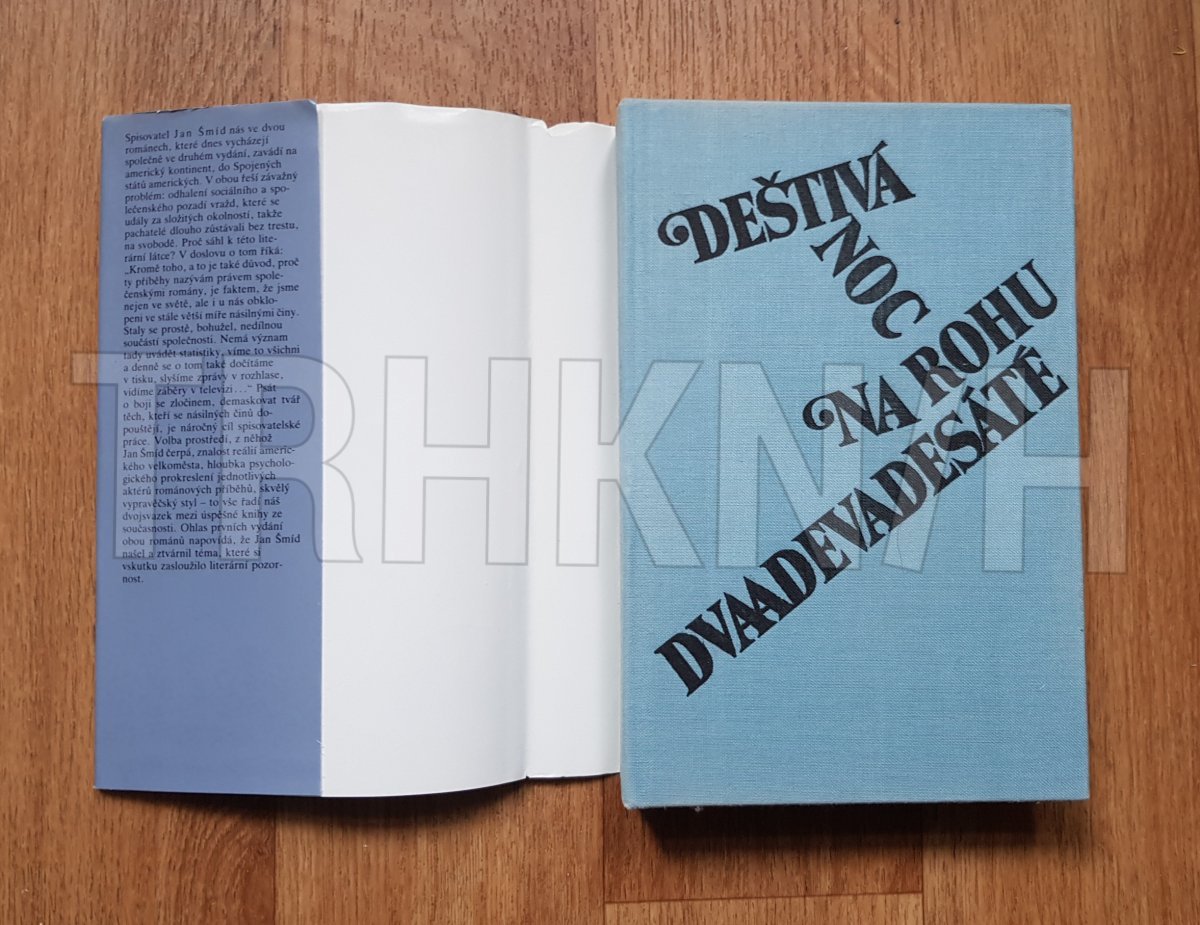 Spisovatel Jan Šmíd nás ve dvou
románech, které dnes vycházejí
společně ve druhém vydání, zavádí na
americký kontinent, do Spojených
států amerických. V obou řeší závažný
problém: odhalení sociálního a spo-
lečenského pozadí vražd, které se
udály za složitých okolností, takže
pachatelé dlouho zůstávali bez trestu,
na svobodě. Proč sáhl k této lite-
rární látce? V doslovu o tom říká:
„Kromě toho, a to je také důvod, proč
ty příběhy nazývám právem spole-
čenskými romány, je faktem, že jsme
nejen ve světě, ale i u nás obklo-
peni ve stále větší míře násilnými činy.
Staly se prostě, bohužel, nedílnou
součástí společnosti. Nemá význam
tady uvádět statistiky, víme to všichni
a denně se o tom také dočítáme
v tisku, slyšíme zprávy v rozhlase,
vidíme záběry v televizi…“ Psát
o boji se zločinem, demaskovat tvář
těch, kteří se násilných činů do-
pouštějí, je náročný cíl spisovatelské
práce. Volba prostředí, z něhož
Jan Šmíd čerpá, znalost reálií americ-
kého velkoměsta, hloubka psycholo-
gického prokreslení jednotlivých
aktérů románových příběhů, skvělý
vypravěčský styl – to vše řadí náš
dvojsvazek mezi úspěšné knihy ze
současnosti. Ohlas prvních vydání
obou románů napovídá, že Jan Šmíd
našel a ztvárnil téma, které si
vskutku zasloužilo literární pozor-
nost.
DEŠTIVÁ
NOC
NA ROHU
DVAADEVADESÁTÉ
TRHKNIH